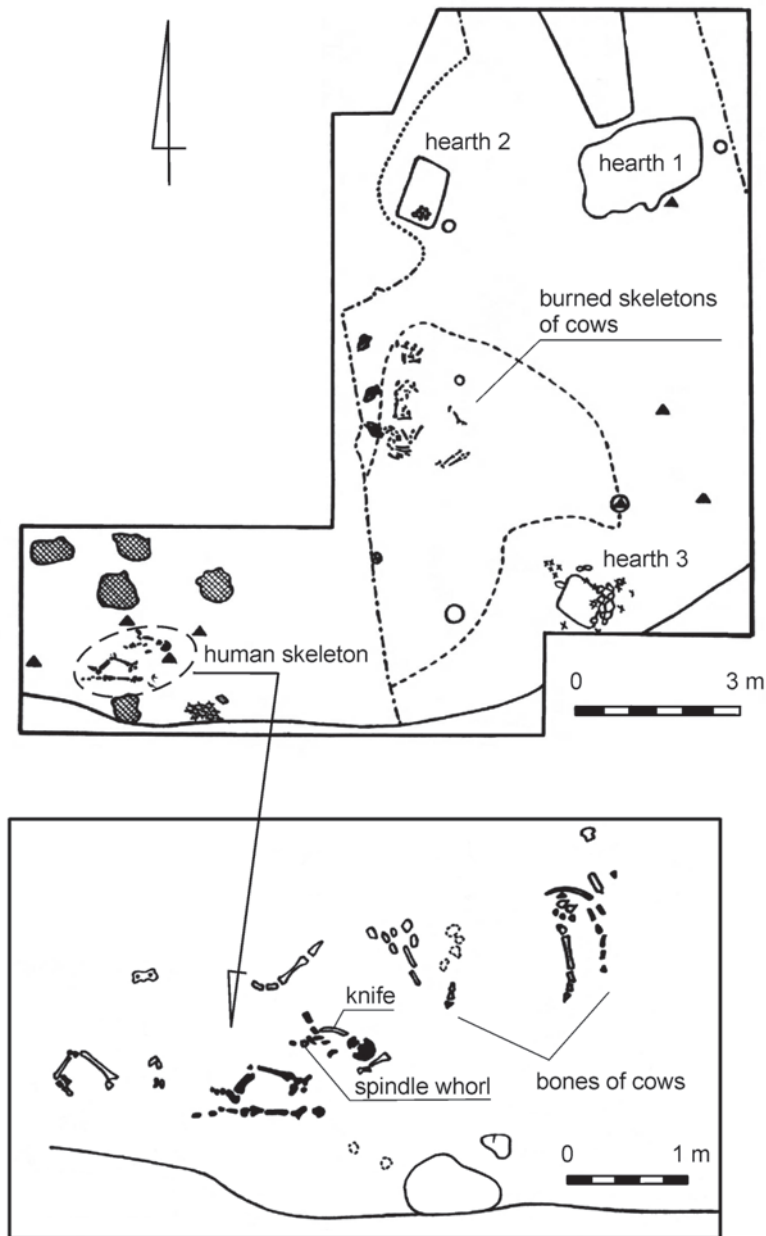 hearth 2
hearth 1
burned skeletons
of cows
hearth 3
human skeleton
0 3 m
knife
spindle whorl
bones of cows
0 1 m